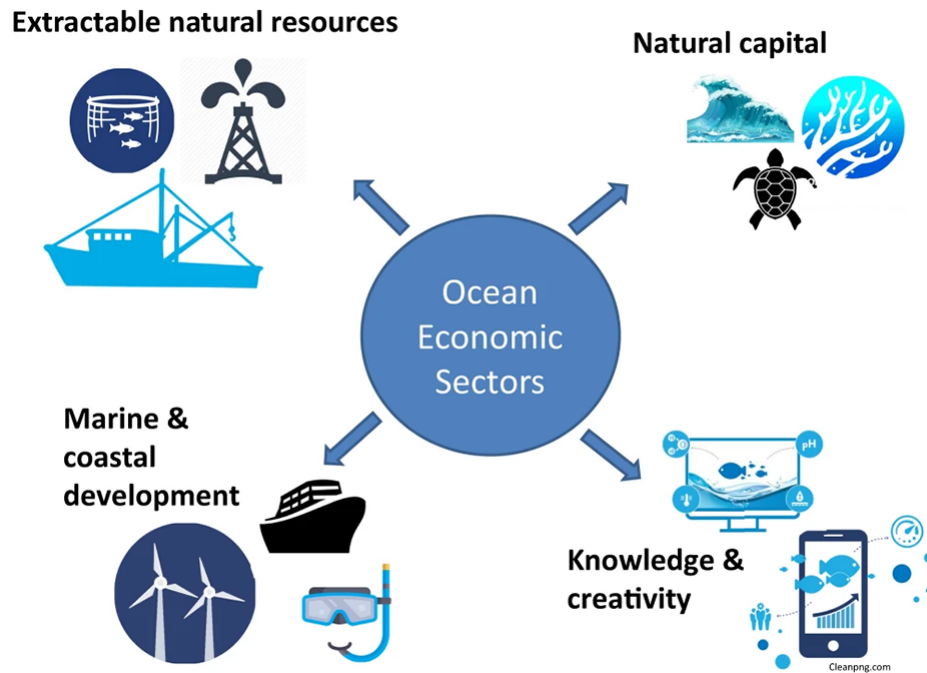 Extractable natural resources
Natural capital
Ocean
Economic
Sectors
Marine &
coastal
development
pH
Knowledge &
creativity
Cleanpng.com